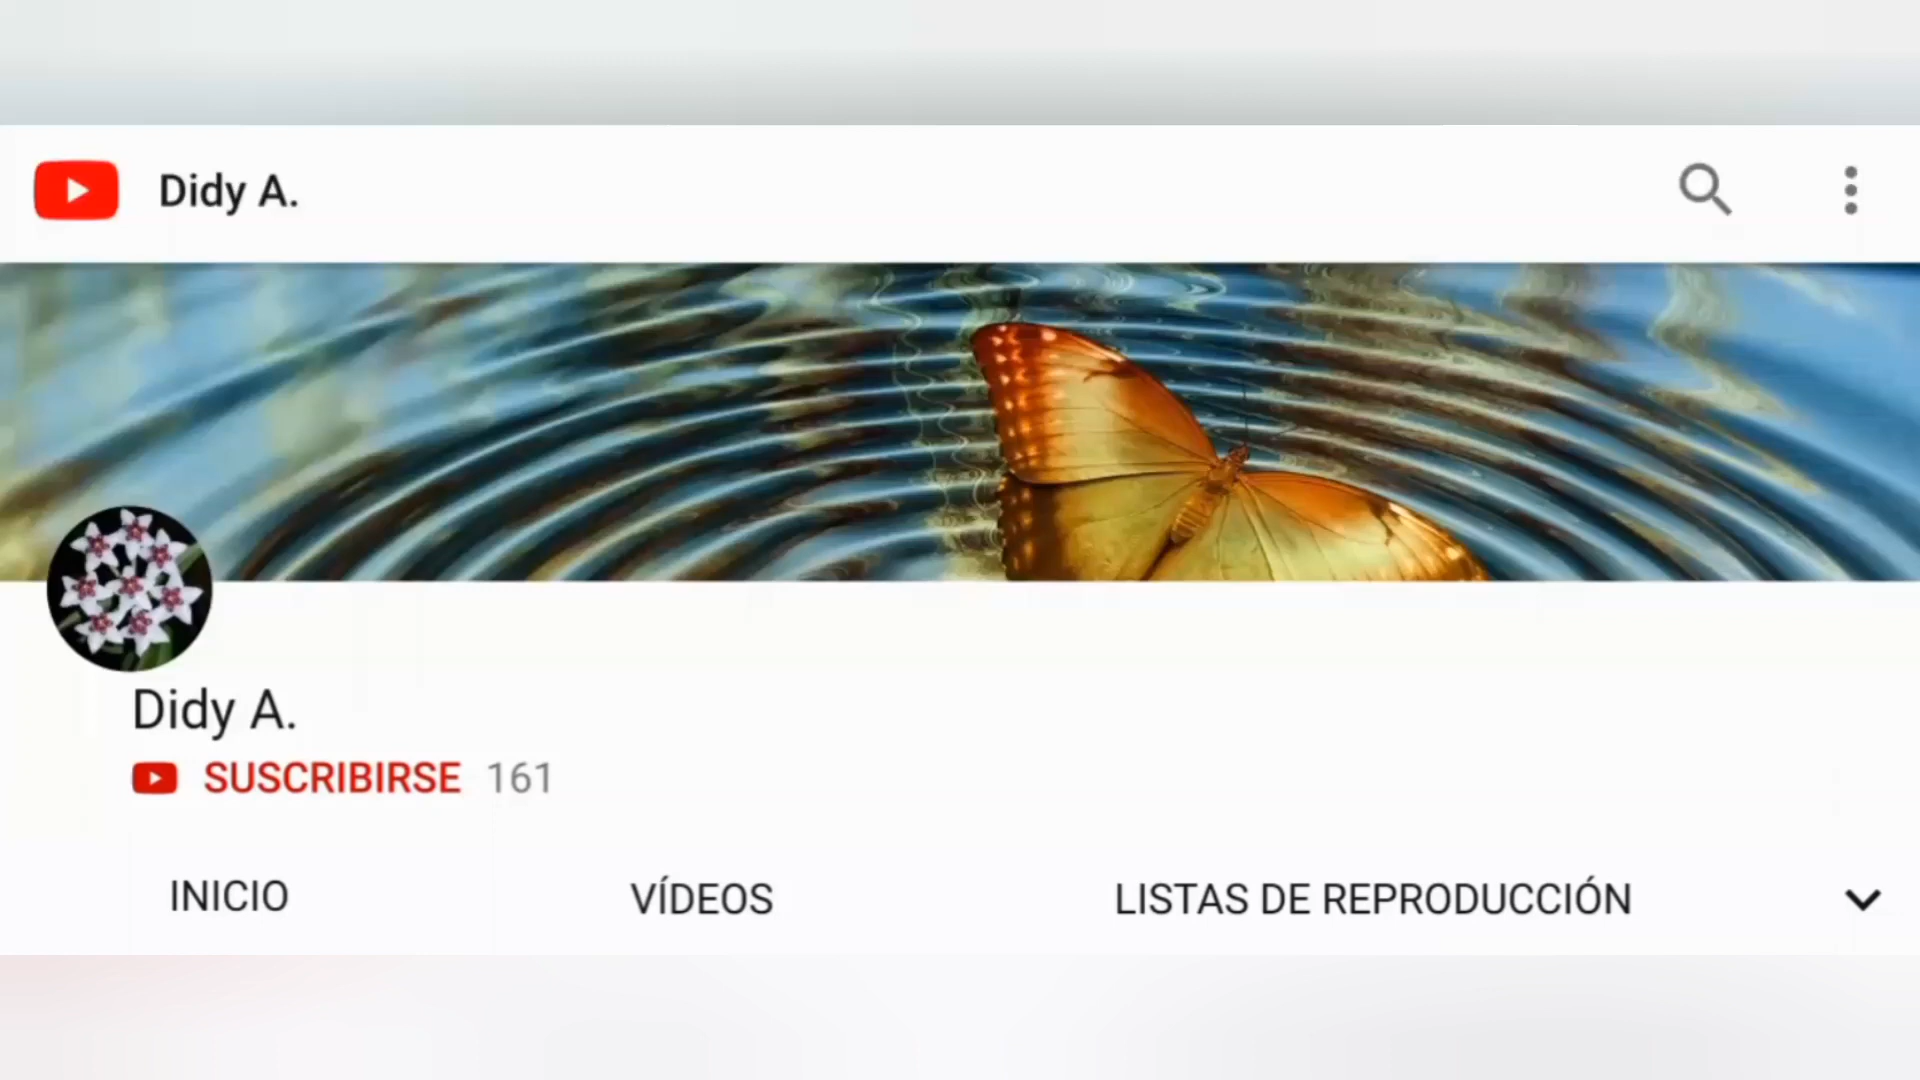 Didy A.
Didy A.
SUSCRIBIRSE 161
INICIO VÍDEOS LISTAS DE REPRODUCCIÓN